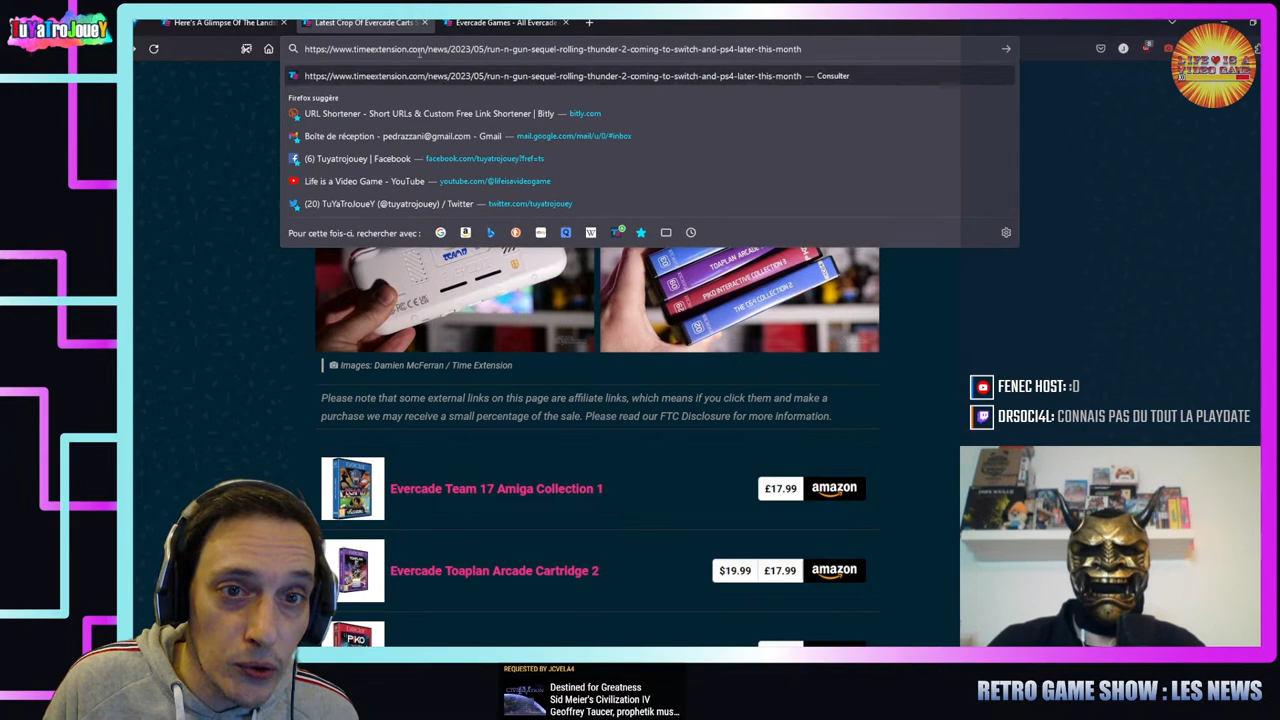 TuYaTroJoueY
Here's A Glimpse Of The Landsc
Latest Crop Of Evercade Carts S
Evercade Games - All Evercade
https://www.timeextension.com/news/2023/05/run-n-gun-sequel-rolling-thunder-2-coming-to-switch-and-ps4-later-this-month
https://www.timeextension.com/news/2023/05/run-n-gun-sequel-rolling-thunder-2-coming-to-switch-and-ps4-later-this-month — Consulter
Firefox suggère
URL Shortener - Short URLs & Custom Free Link Shortener | Bitly — bitly.com
Boîte de réception - pedrazzani@gmail.com - Gmail — mail.google.com/mail/u/0/#inbox
(6) Tuyatrojouey | Facebook — facebook.com/tuyatrojouey?fref=ts
Life is a Video Game - YouTube — youtube.com/@lifeisavideogame
(20) TuYaTroJoueY (@tuyatrojouey) / Twitter — twitter.com/tuyatrojouey
Pour cette fois-ci, rechercher avec :
LIFE IS A
VIDEO GAME
TOAPLAN ARCADE
PIKO INTERACTIVE COLLECTION 3
THE C64 COLLECTION 2
Images: Damien McFerran / Time Extension
Please note that some external links on this page are affiliate links, which means if you click them and make a
purchase we may receive a small percentage of the sale. Please read our FTC Disclosure for more information.
FENEC HOST: :D
DRSOCI4L: CONNAIS PAS DU TOUT LA PLAYDATE
Evercade Team 17 Amiga Collection 1
£17.99 amazon
Evercade Toaplan Arcade Cartridge 2
$19.99 £17.99 amazon
PIKO
REQUESTED BY JCVELA4
Destined for Greatness
Sid Meier's Civilization IV
Geoffrey Taucer, prophetik mus...
RETRO GAME SHOW : LES NEWS